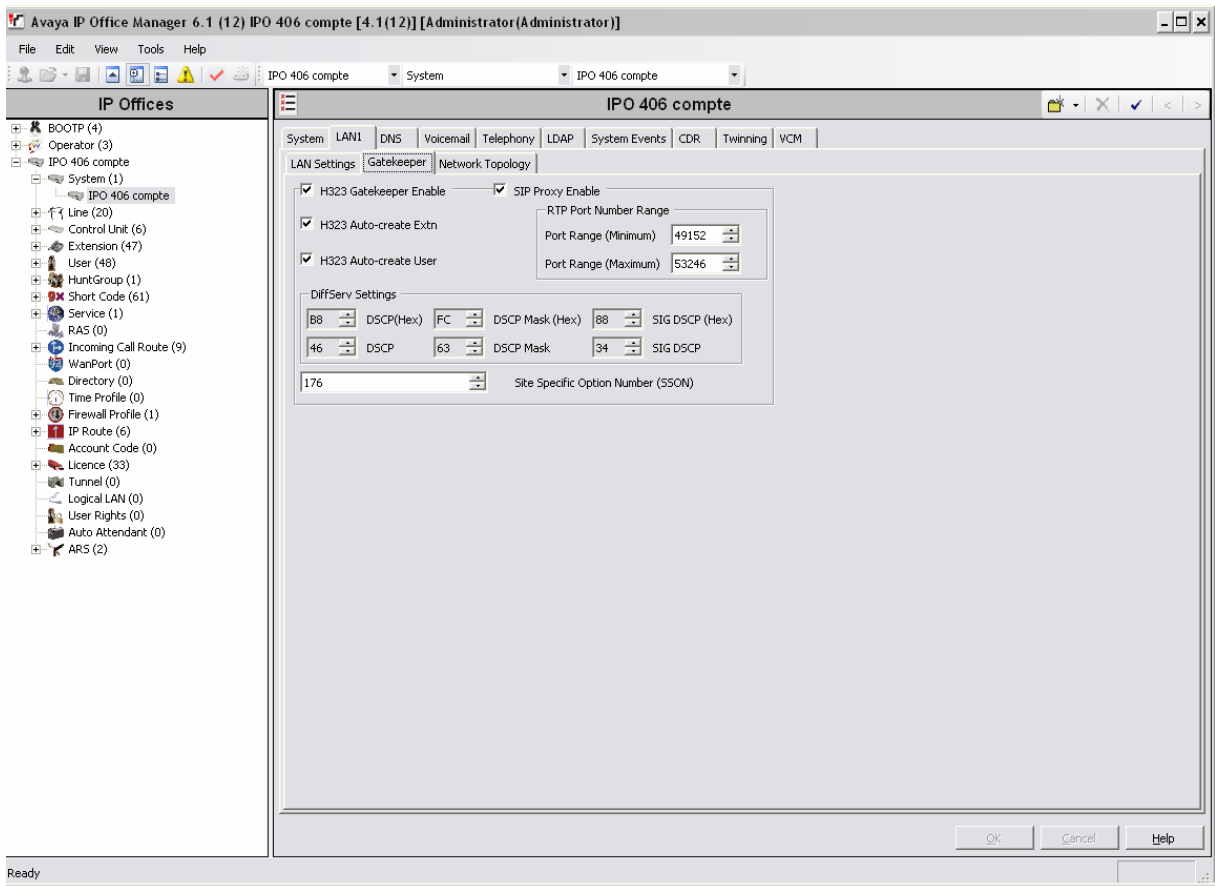 Avaya IP Office Manager 6.1 (12) IPO 406 compte [4.1(12)] [Administrator(Administrator)]
File Edit View Tools Help
IPO 406 compte System IPO 406 compte
IP Offices
IPO 406 compte
BOOTP (4)
Operator (3)
IPO 406 compte
System (1)
IPO 406 compte
Line (20)
Control Unit (6)
Extension (47)
User (48)
HuntGroup (1)
Short Code (61)
Service (1)
RAS (0)
Incoming Call Route (9)
WanPort (0)
Directory (0)
Time Profile (0)
Firewall Profile (1)
IP Route (6)
Account Code (0)
Licence (33)
Tunnel (0)
Logical LAN (0)
User Rights (0)
Auto Attendant (0)
ARS (2)
System LAN1 DNS Voicemail Telephony LDAP System Events CDR Twinning VCM
LAN Settings Gatekeeper Network Topology
H323 Gatekeeper Enable SIP Proxy Enable
RTP Port Number Range
H323 Auto-create Extn
Port Range (Minimum) 49152
H323 Auto-create User
Port Range (Maximum) 53246
DiffServ Settings
B8 DSCP(Hex) FC DSCP Mask (Hex) 88 SIG DSCP (Hex)
46 DSCP 63 DSCP Mask 34 SIG DSCP
176 Site Specific Option Number (SSON)
OK Cancel Help
Ready